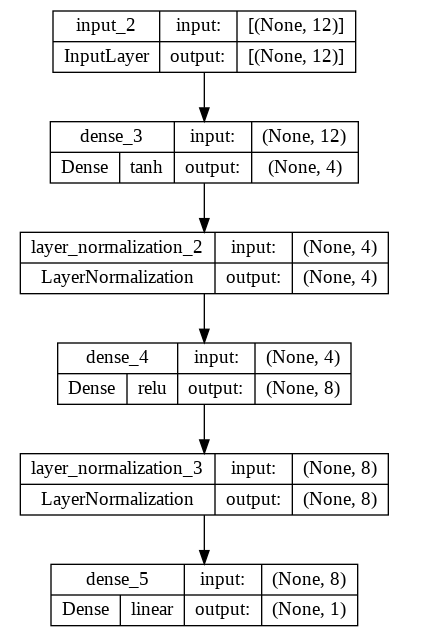 input_2 input: [(None, 12)]
InputLayer output: [(None, 12)]
dense_3 input: (None, 12)
Dense tanh output: (None, 4)
layer_normalization_2 input: (None, 4)
LayerNormalization output: (None, 4)
dense_4 input: (None, 4)
Dense relu output: (None, 8)
layer_normalization_3 input: (None, 8)
LayerNormalization output: (None, 8)
dense_5 input: (None, 8)
Dense linear output: (None, 1)